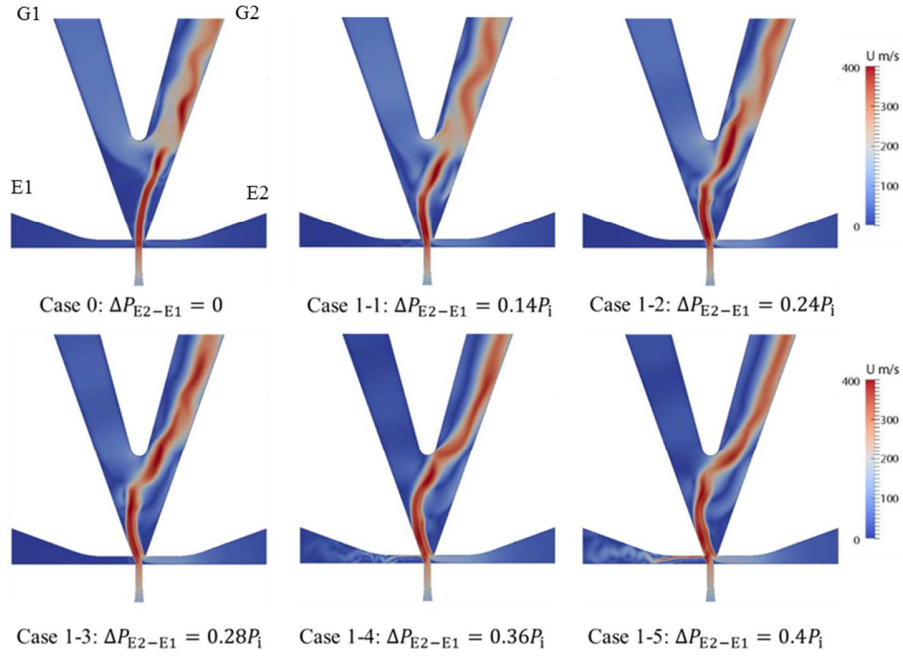 G1 G2
U m/s
400
300
200
100
0
E1 E2
Case 0: ΔP_E2−E1 = 0 Case 1-1: ΔP_E2−E1 = 0.14P_i Case 1-2: ΔP_E2−E1 = 0.24P_i
U m/s
400
300
200
100
0
Case 1-3: ΔP_E2−E1 = 0.28P_i Case 1-4: ΔP_E2−E1 = 0.36P_i Case 1-5: ΔP_E2−E1 = 0.4P_i